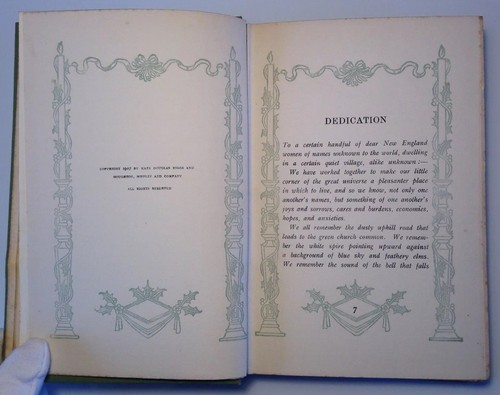 COPYRIGHT 1907 BY KATE DOUGLAS RIGGS AND
HOUGHTON, MIFFLIN AND COMPANY
ALL RIGHTS RESERVED
DEDICATION
To a certain handful of dear New England
women of names unknown to the world, dwelling
in a certain quiet village, alike unknown:—
We have worked together to make our little
corner of the great universe a pleasanter place
in which to live, and so we know, not only one
another's names, but something of one another's
joys and sorrows, cares and burdens, economies,
hopes, and anxieties.
We all remember the dusty uphill road that
leads to the green church common. We remem-
ber the white spire pointing upward against
a background of blue sky and feathery elms.
We remember the sound of the bell that falls
7